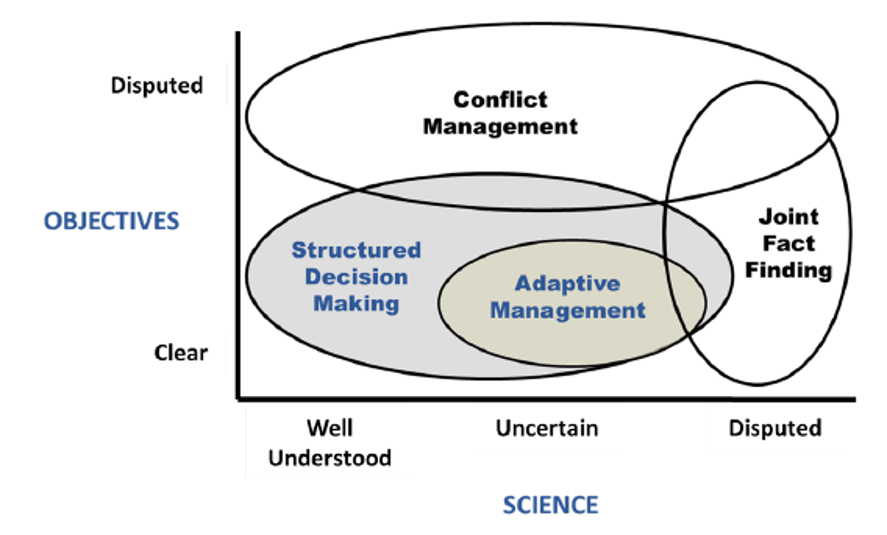 Disputed
Conflict
Management
OBJECTIVES
Joint
Fact
Finding
Structured
Decision
Making
Adaptive
Management
Clear
Well
Understood
Uncertain
Disputed
SCIENCE